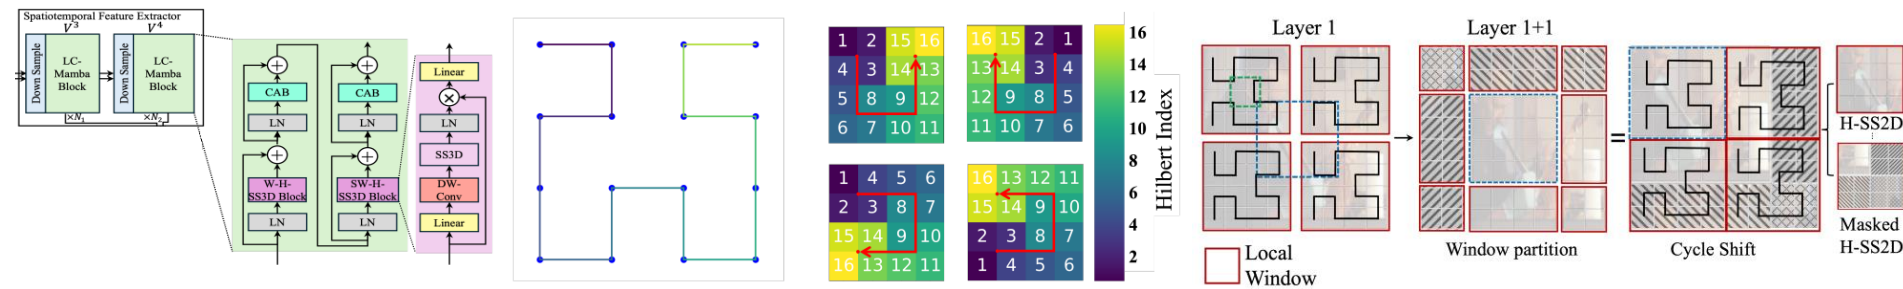 Spatiotemporal Feature Extractor
V³ V⁴
Down Sample
LC-
Mamba
Block
Down Sample
LC-
Mamba
Block
×N₁ ×N₂
CAB
LN
W-H-
SS3D Block
LN
CAB
LN
SW-H-
SS3D Block
LN
Linear
LN
SS3D
DW-
Conv
Linear
1 2 15 16
4 3 14 13
5 8 9 12
6 7 10 11
16 15 2 1
13 14 3 4
12 9 8 5
11 10 7 6
1 4 5 6
2 3 8 7
15 14 9 10
16 13 12 11
16 13 12 11
15 14 9 10
2 3 8 7
1 4 5 6
16
14
12
10
8
6
4
2
Hilbert Index
Layer 1
Local
Window
Layer 1+1
Window partition
=
Cycle Shift
H-SS2D
Masked
H-SS2D